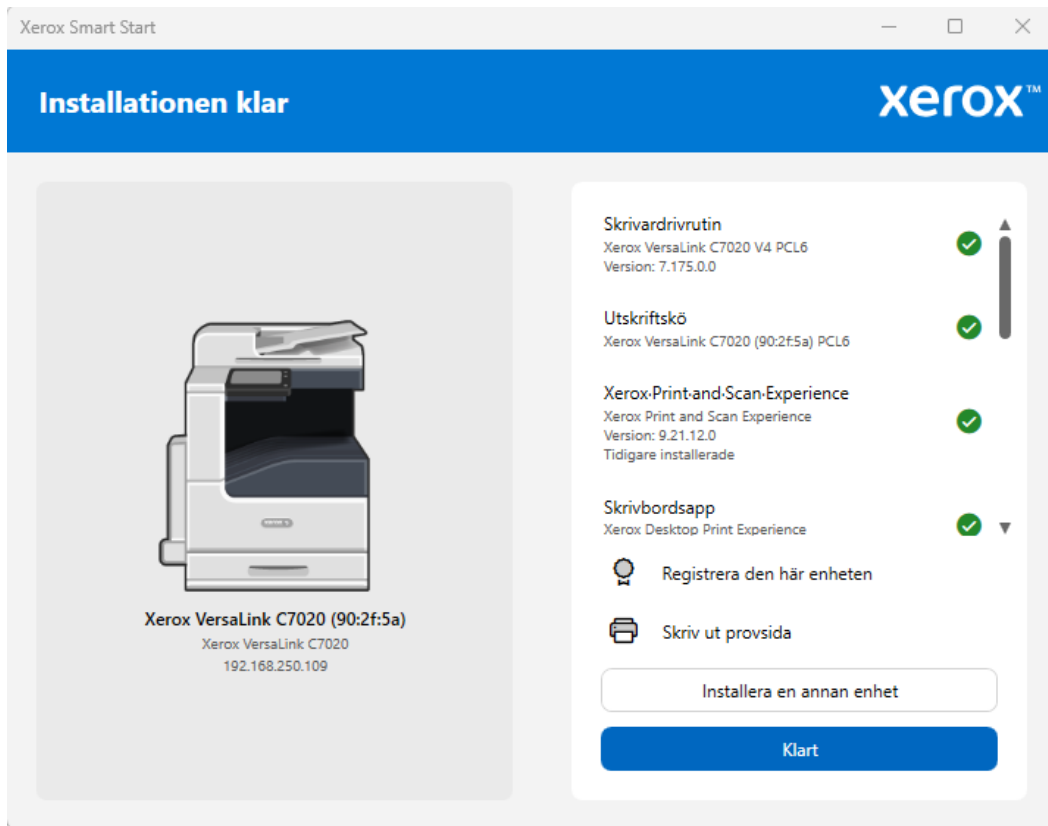 Xerox Smart Start
Installationen klar
xerox™
Xerox VersaLink C7020 (90:2f:5a)
Xerox VersaLink C7020
192.168.250.109
Skrivardrivrutin
Xerox VersaLink C7020 V4 PCL6
Version: 7.175.0.0
Utskriftskö
Xerox VersaLink C7020 (90:2f:5a) PCL6
Xerox·Print·and·Scan·Experience
Xerox Print and Scan Experience
Version: 9.21.12.0
Tidigare installerade
Skrivbordsapp
Xerox Desktop Print Experience
Registrera den här enheten
Skriv ut provsida
Installera en annan enhet
Klart